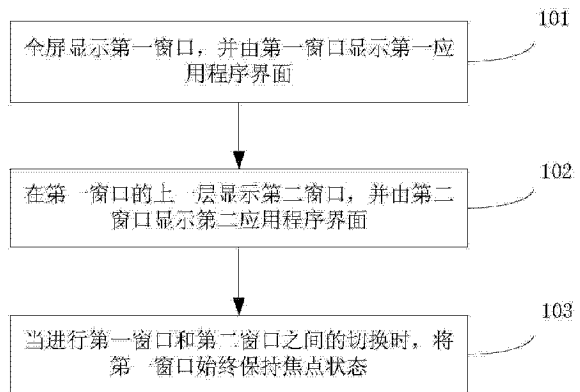 101
全屏显示第一窗口，并由第一窗口显示第一应
用程序界面
102
在第一窗口的上一层显示第二窗口，并由第二
窗口显示第二应用程序界面
103
当进行第一窗口和第二窗口之间的切换时，将
第一窗口始终保持焦点状态